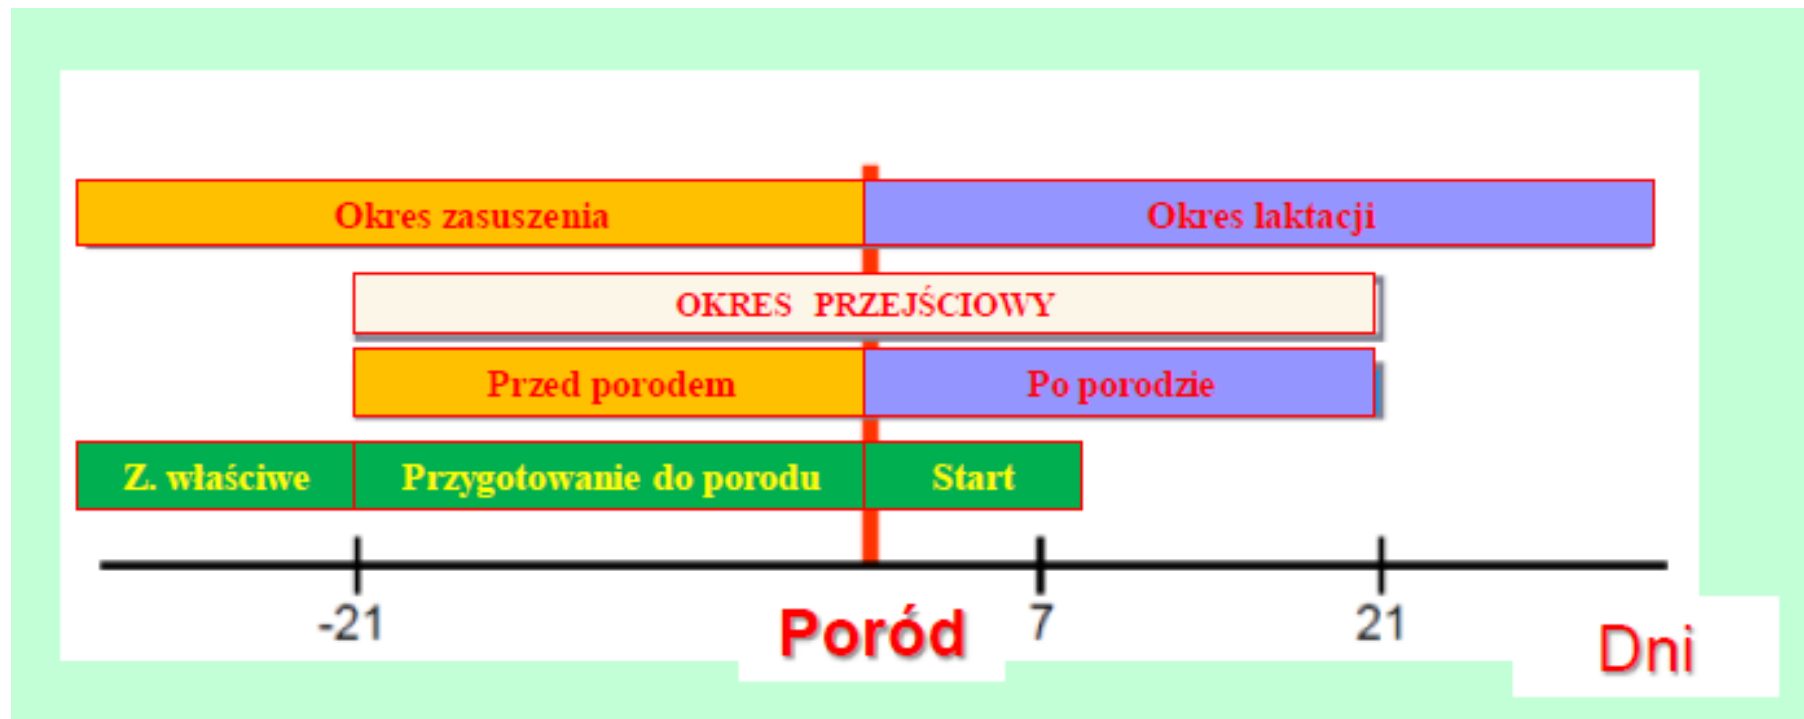 Okres zasuszenia Okres laktacji
OKRES PRZEJŚCIOWY
Przed porodem Po porodzie
Z. właściwe Przygotowanie do porodu Start
-21 Poród 7 21 Dni